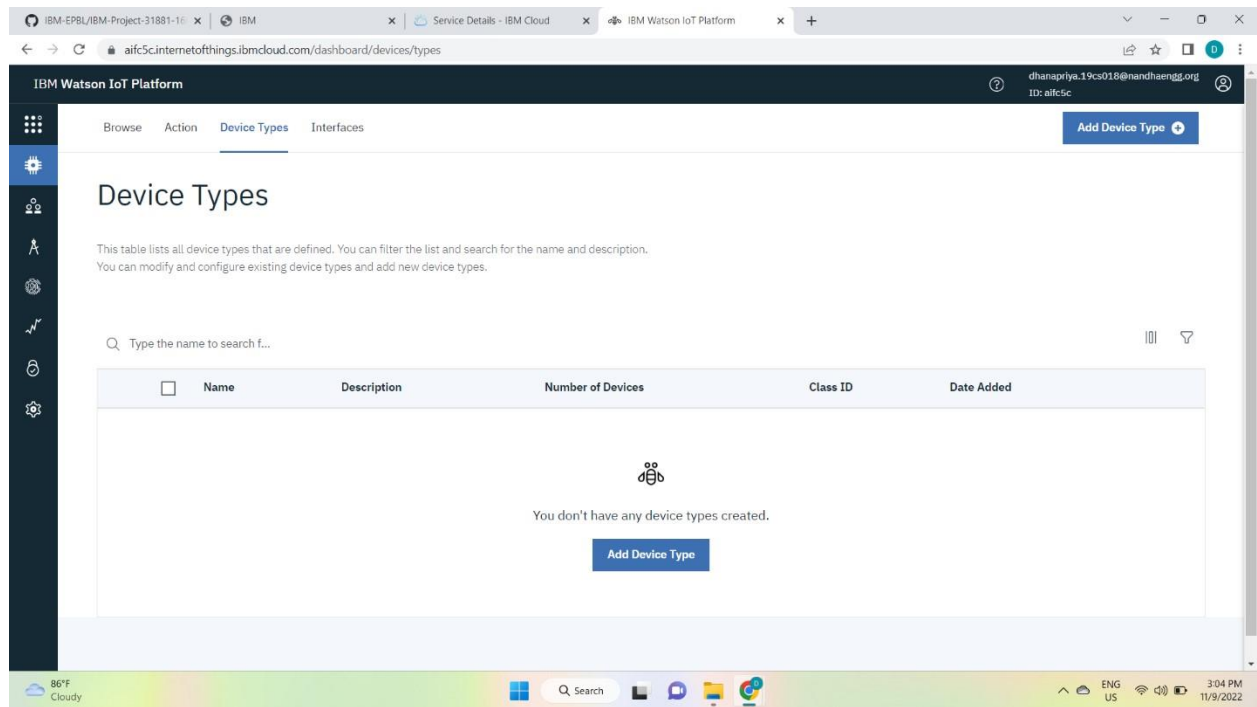 IBM-EPBL/IBM-Project-31881-16
IBM
Service Details - IBM Cloud
IBM Watson IoT Platform
aifc5c.internetofthings.ibmcloud.com/dashboard/devices/types
D
IBM Watson IoT Platform
dhanapriya.19cs018@nandhaengg.org
ID: aifc5c
Browse Action Device Types Interfaces
Add Device Type
Device Types
This table lists all device types that are defined. You can filter the list and search for the name and description.
You can modify and configure existing device types and add new device types.
Type the name to search f...
Name Description Number of Devices Class ID Date Added
You don't have any device types created.
Add Device Type
86°F
Cloudy
Search
ENG
US
3:04 PM
11/9/2022